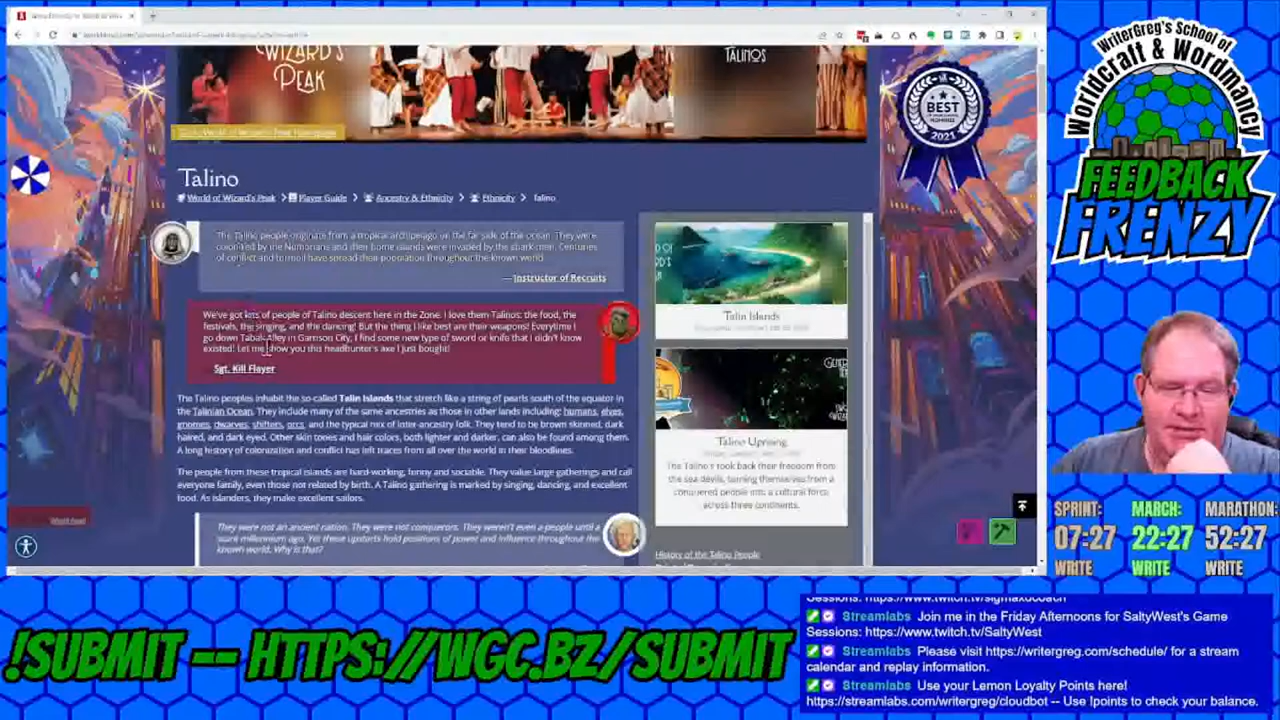 WIZARD'S
PEAK
TALINOS
BEST
2021
WriterGreg's School of
Worldcraft & Wordmancy
FEEDBACK
FRENZY
Talino
World of Wizard's Peak > Player Guide > Ancestry & Ethnicity > Ethnicity > Talino
The Talino people originate from a tropical archipelago on the far side of the ocean. They were
colonized by the Numorians and their home islands were invaded by the shark-men. Centuries
of conflict and turmoil have spread their population throughout the known world.
— Instructor of Recruits
We've got lots of people of Talino descent here in the Zone. I love them Talinos: the food, the
festivals, the singing, and the dancing! But the thing I like best are their weapons! Everytime I
go down Tabak Alley in Garrison City, I find some new type of sword or knife that I didn't know
existed! Let me show you this headhunter's axe I just bought!
Sgt. Kill Flayer
The Talino peoples inhabit the so-called Talin Islands that stretch like a string of pearls south of the equator in
the Talinian Ocean. They include many of the same ancestries as those in other lands including: humans, elves,
gnomes, dwarves, shifters, orcs, and the typical mix of inter-ancestry folk. They tend to be brown skinned, dark
haired, and dark eyed. Other skin tones and hair colors, both lighter and darker, can also be found among them.
A long history of colonization and conflict has left traces from all over the world in their bloodlines.
The people from these tropical islands are hard-working, funny and sociable. They value large gatherings and call
everyone family, even those not related by birth. A Talino gathering is marked by singing, dancing, and excellent
food. As islanders, they make excellent sailors.
They were not an ancient nation. They were not conquerors. They weren't even a people until a
scant millennium ago. Yet these upstarts hold positions of power and influence throughout the
known world. Why is that?
Talin Islands
Talino Uprising
The Talino's took back their freedom from
the sea devils, turning themselves from a
conquered people into a cultural force
across three continents.
History of the Talino People
SPRINT:
07:27
WRITE
MARCH:
22:27
WRITE
MARATHON:
52:27
WRITE
!SUBMIT -- HTTPS://WGC.BZ/SUBMIT
Sessions: https://www.twitch.tv/sigmaxdcoach
Streamlabs Join me in the Friday Afternoons for SaltyWest's Game
Sessions: https://www.twitch.tv/SaltyWest
Streamlabs Please visit https://writergreg.com/schedule/ for a stream
calendar and replay information.
Streamlabs Use your Lemon Loyalty Points here!
https://streamlabs.com/writergreg/cloudbot -- Use !points to check your balance.